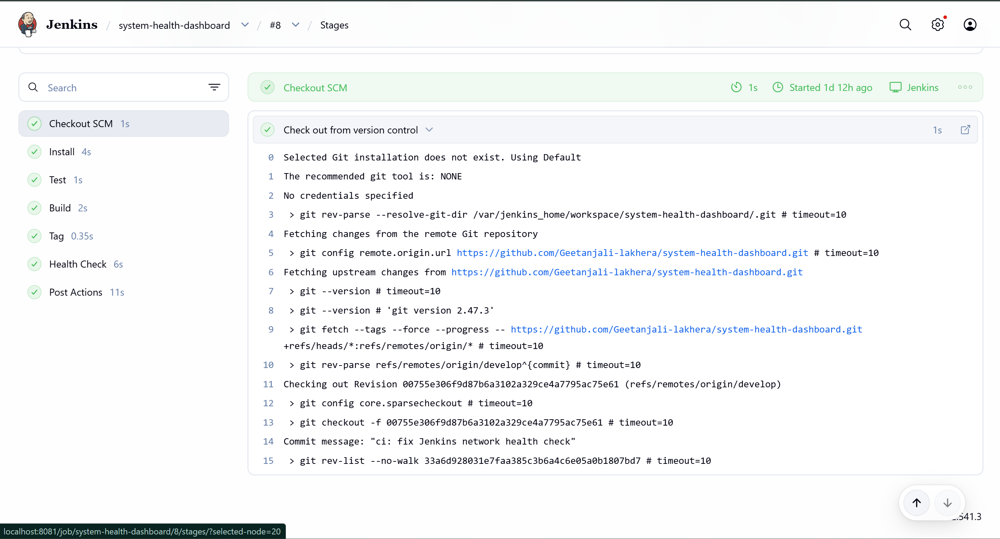 Jenkins / system-health-dashboard / #8 / Stages
Search
Checkout SCM 1s
Install 4s
Test 1s
Build 2s
Tag 0.35s
Health Check 6s
Post Actions 11s
Checkout SCM 1s Started 1d 12h ago Jenkins
Check out from version control 1s
0 Selected Git installation does not exist. Using Default
1 The recommended git tool is: NONE
2 No credentials specified
3 > git rev-parse --resolve-git-dir /var/jenkins_home/workspace/system-health-dashboard/.git # timeout=10
4 Fetching changes from the remote Git repository
5 > git config remote.origin.url https://github.com/Geetanjali-lakhera/system-health-dashboard.git # timeout=10
6 Fetching upstream changes from https://github.com/Geetanjali-lakhera/system-health-dashboard.git
7 > git --version # timeout=10
8 > git --version # 'git version 2.47.3'
9 > git fetch --tags --force --progress -- https://github.com/Geetanjali-lakhera/system-health-dashboard.git
+refs/heads/*:refs/remotes/origin/* # timeout=10
10 > git rev-parse refs/remotes/origin/develop^{commit} # timeout=10
11 Checking out Revision 00755e306f9d87b6a3102a329ce4a7795ac75e61 (refs/remotes/origin/develop)
12 > git config core.sparsecheckout # timeout=10
13 > git checkout -f 00755e306f9d87b6a3102a329ce4a7795ac75e61 # timeout=10
14 Commit message: "ci: fix Jenkins network health check"
15 > git rev-list --no-walk 33a6d928031e7faa385c3b6a4c6e05a0b1807bd7 # timeout=10
localhost:8081/job/system-health-dashboard/8/stages/?selected-node=20